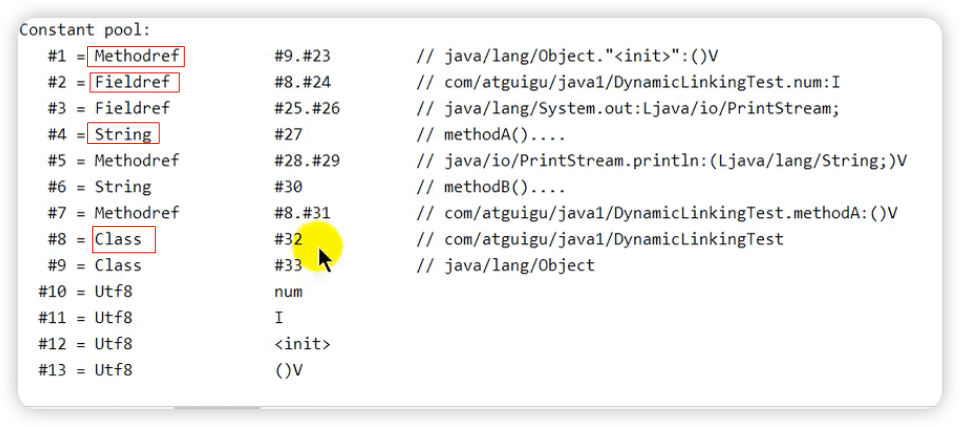 Constant pool:
#1 = Methodref #9.#23 // java/lang/Object."<init>":()V
#2 = Fieldref #8.#24 // com/atguigu/java1/DynamicLinkingTest.num:I
#3 = Fieldref #25.#26 // java/lang/System.out:Ljava/io/PrintStream;
#4 = String #27 // methodA()....
#5 = Methodref #28.#29 // java/io/PrintStream.println:(Ljava/lang/String;)V
#6 = String #30 // methodB()....
#7 = Methodref #8.#31 // com/atguigu/java1/DynamicLinkingTest.methodA:()V
#8 = Class #32 // com/atguigu/java1/DynamicLinkingTest
#9 = Class #33 // java/lang/Object
#10 = Utf8 num
#11 = Utf8 I
#12 = Utf8 <init>
#13 = Utf8 ()V